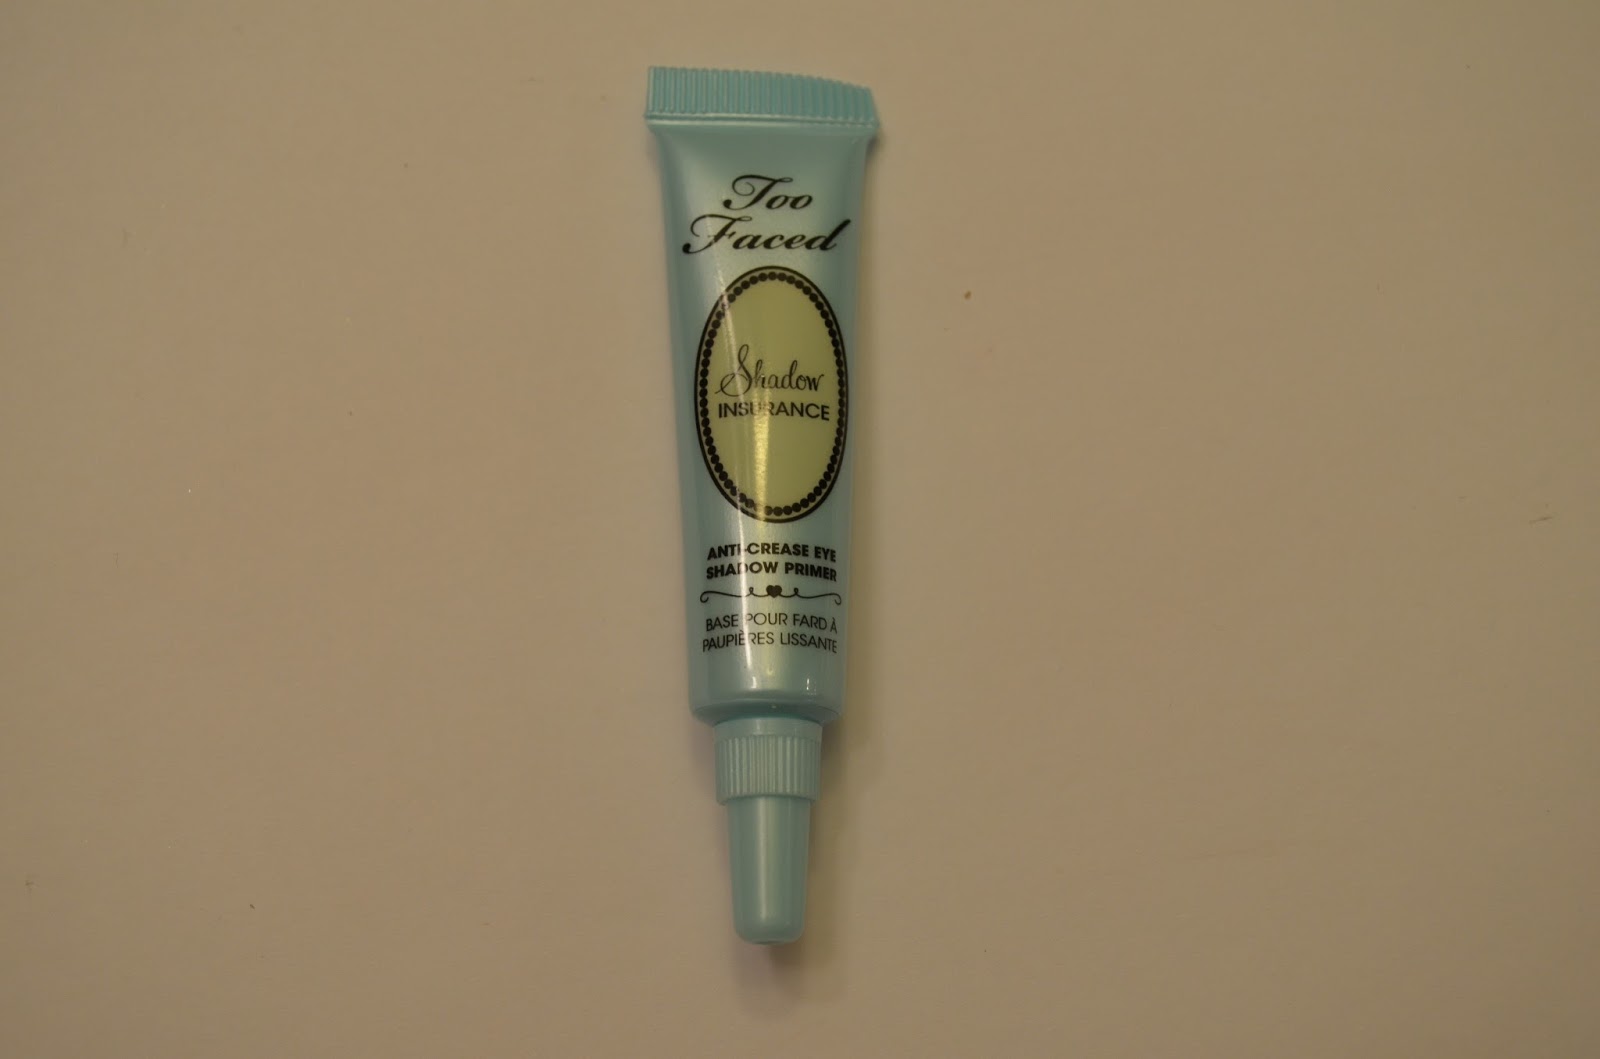 Too
Faced
Shadow
INSURANCE
ANTI-CREASE EYE
SHADOW PRIMER
BASE POUR FARD À
PAUPIÈRES LISSANTE